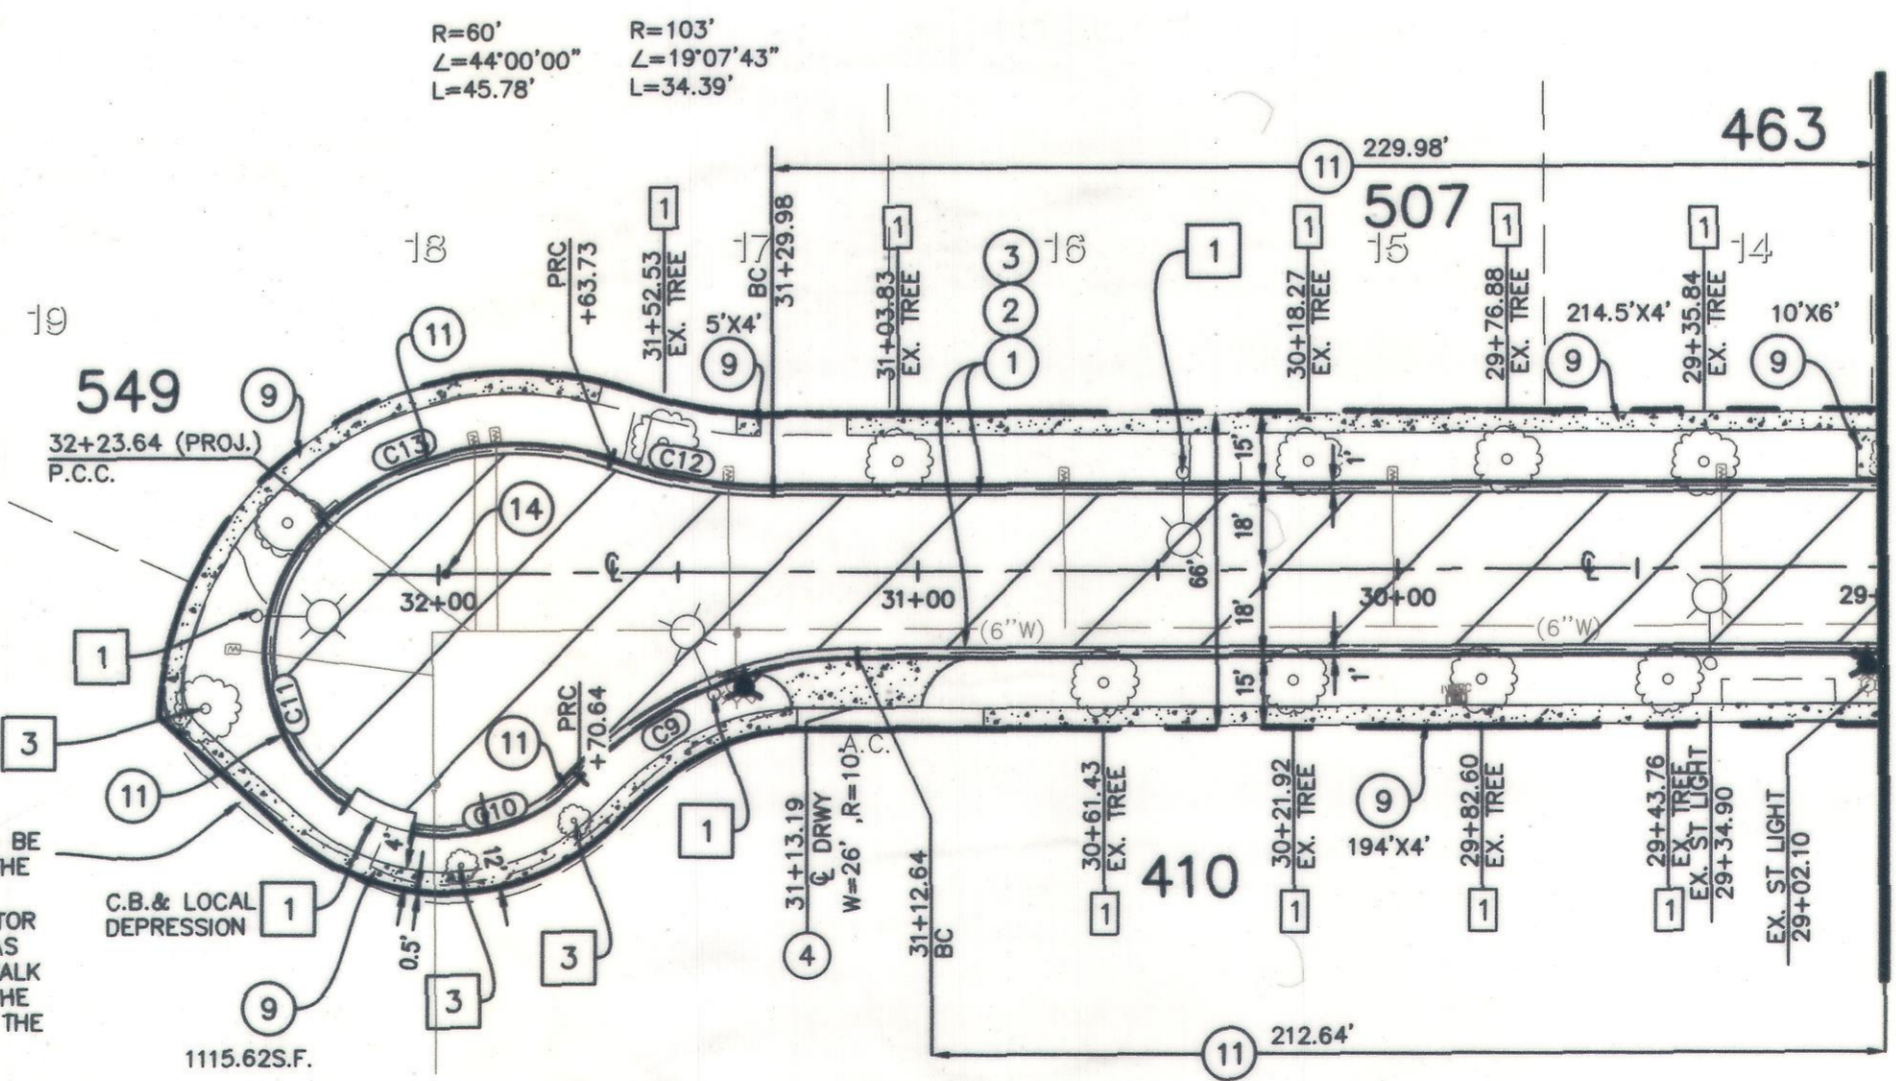 R=60'
∠=44°00'00"
L=45.78'
R=103'
∠=19°07'43"
L=34.39'
463
11
229.98'
507
1
1
1
1
1
1
18
17
16
15
14
19
PRC
+63.73
31+52.53
EX. TREE
BC
31+29.98
31+03.83
EX. TREE
3
2
1
30+18.27
EX. TREE
29+76.88
EX. TREE
29+35.84
EX. TREE
214.5'X4'
9
10'X6'
9
5'X4'
9
11
549
9
32+23.64 (PROJ.)
P.C.C.
C13
C12
14
15'
1'
18'
66'
18'
15'
1'
℄
℄
32+00
31+00
30+00
29+
(6"W)
(6"W)
1
3
C11
11
C9
C10
11
PRC
+70.64
A.C.
1
4'
12'
0.5'
BE
THE
C.B.& LOCAL
DEPRESSION
1
TOR
AS
ALK
THE
THE
9
1115.62S.F.
3
3
31+13.19
℄ DRWY
W=26' ,R=10'
4
31+12.64
BC
30+61.43
EX. TREE
1
410
30+21.92
EX. TREE
1
9
194'X4'
29+82.60
EX. TREE
1
29+43.76
EX. TREE
1
EX. ST LIGHT
29+34.90
EX. ST LIGHT
29+02.10
11
212.64'